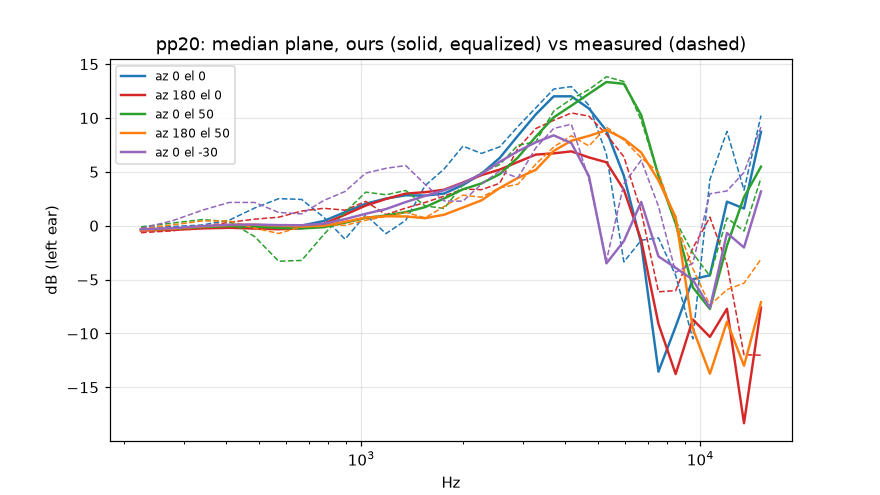 pp20: median plane, ours (solid, equalized) vs measured (dashed)
az 0 el 0
az 180 el 0
az 0 el 50
az 180 el 50
az 0 el -30
dB (left ear)
15
10
5
0
−5
−10
−15
10³
10⁴
Hz